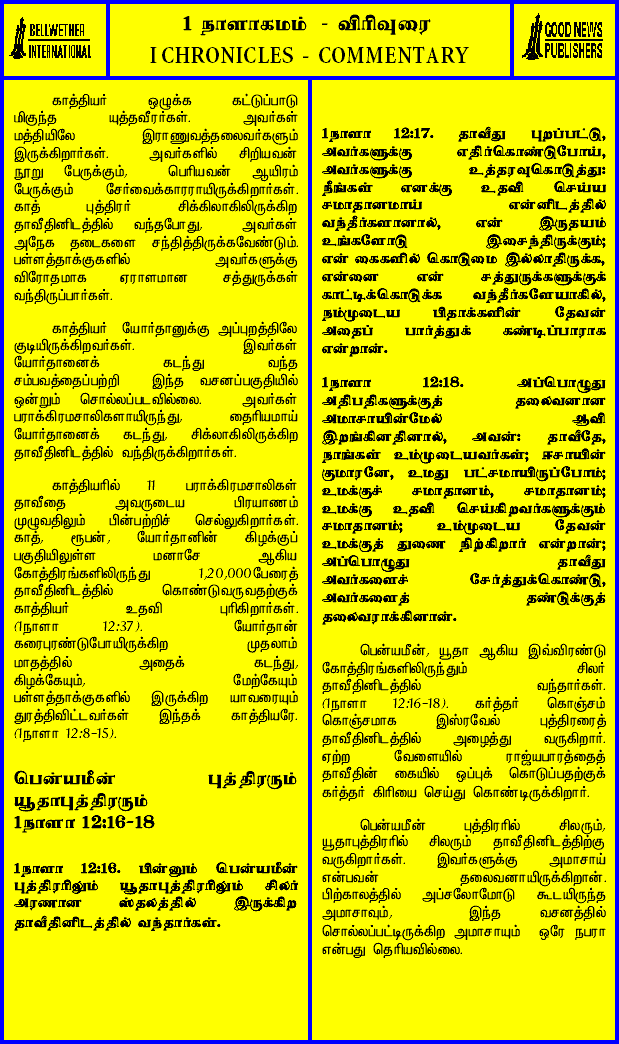 BELLWETHER
INTERNATIONAL
1 நாளாகமம் - விரிவுரை
I CHRONICLES - COMMENTARY
GOOD NEWS
PUBLISHERS
காத்தியர் ஒழுக்க கட்டுப்பாடு
மிகுந்த யுத்தவீரர்கள். அவர்கள்
மத்தியிலே இராணுவத்தலைவர்களும்
இருக்கிறார்கள். அவர்களில் சிறியவன்
நூறு பேருக்கும், பெரியவன் ஆயிரம்
பேருக்கும் சேர்வைக்காரராயிருக்கிறார்கள்.
காத் புத்திரர் சிக்கிலாகிலிருக்கிற
தாவீதினிடத்தில் வந்தபோது, அவர்கள்
அநேக தடைகளை சந்தித்திருக்கவேண்டும்.
பள்ளத்தாக்குகளில் அவர்களுக்கு
விரோதமாக ஏராளமான சத்துருக்கள்
வந்திருப்பார்கள்.
காத்தியர் யோர்தானுக்கு அப்புறத்திலே
குடியிருக்கிறவர்கள். இவர்கள்
யோர்தானைக் கடந்து வந்த
சம்பவத்தைப்பற்றி இந்த வசனப்பகுதியில்
ஒன்றும் சொல்லப்படவில்லை. அவர்கள்
பராக்கிரமசாலிகளாயிருந்து, தைரியமாய்
யோர்தானைக் கடந்து, சிக்லாகிலிருக்கிற
தாவீதினிடத்தில் வந்திருக்கிறார்கள்.
காத்தியரில் 11 பராக்கிரமசாலிகள்
தாவீதை அவருடைய பிரயாணம்
முழுவதிலும் பின்பற்றிச் செல்லுகிறார்கள்.
காத், ரூபன், யோர்தானின் கிழக்குப்
பகுதியிலுள்ள மனாசே ஆகிய
கோத்திரங்களிலிருந்து 1,20,000பேரைத்
தாவீதினிடத்தில் கொண்டுவருவதற்குக்
காத்தியர் உதவி புரிகிறார்கள்.
(1நாளா 12:37). யோர்தான்
கரைபுரண்டுபோயிருக்கிற முதலாம்
மாதத்தில் அதைக் கடந்து,
கிழக்கேயும், மேற்கேயும்
பள்ளத்தாக்குகளில் இருக்கிற யாவரையும்
துரத்திவிட்டவர்கள் இந்தக் காத்தியரே.
(1நாளா 12:8-15).
பென்யமீன் புத்திரரும்
யூதாபுத்திரரும்
1நாளா 12:16-18
1நாளா 12:16. பின்னும் பென்யமீன்
புத்திரரிலும் யூதாபுத்திரரிலும் சிலர்
அரணான ஸ்தலத்தில் இருக்கிற
தாவீதினிடத்தில் வந்தார்கள்.
1நாளா 12:17. தாவீது புறப்பட்டு,
அவர்களுக்கு எதிர்கொண்டுபோய்,
அவர்களுக்கு உத்தரவுகொடுத்து:
நீங்கள் எனக்கு உதவி செய்ய
சமாதானமாய் என்னிடத்தில்
வந்தீர்களானால், என் இருதயம்
உங்களோடு இசைந்திருக்கும்;
என் கைகளில் கொடுமை இல்லாதிருக்க,
என்னை என் சத்துருக்களுக்குக்
காட்டிக்கொடுக்க வந்தீர்களேயாகில்,
நம்முடைய பிதாக்களின் தேவன்
அதைப் பார்த்துக் கண்டிப்பாராக
என்றான்.
1நாளா 12:18. அப்பொழுது
அதிபதிகளுக்குத் தலைவனான
அமாசாயின்மேல் ஆவி
இறங்கினதினால், அவன்: தாவீதே,
நாங்கள் உம்முடையவர்கள்; ஈசாயின்
குமாரனே, உமது பட்சமாயிருப்போம்;
உமக்குச் சமாதானம், சமாதானம்;
உமக்கு உதவி செய்கிறவர்களுக்கும்
சமாதானம்; உம்முடைய தேவன்
உமக்குத் துணை நிற்கிறார் என்றான்;
அப்பொழுது தாவீது
அவர்களைச் சேர்த்துக்கொண்டு,
அவர்களைத் தண்டுக்குத்
தலைவராக்கினான்.
பென்யமீன், யூதா ஆகிய இவ்விரண்டு
கோத்திரங்களிலிருந்தும் சிலர்
தாவீதினிடத்தில் வந்தார்கள்.
(1நாளா 12:16-18). கர்த்தர் கொஞ்சம்
கொஞ்சமாக இஸ்ரவேல் புத்திரரைத்
தாவீதினிடத்தில் அழைத்து வருகிறார்.
ஏற்ற வேளையில் ராஜ்யபாரத்தைத்
தாவீதின் கையில் ஒப்புக் கொடுப்பதற்குக்
கர்த்தர் கிரியை செய்து கொண்டிருக்கிறார்.
பென்யமீன் புத்திரரில் சிலரும்,
யூதாபுத்திரரில் சிலரும் தாவீதினிடத்திற்கு
வருகிறார்கள். இவர்களுக்கு அமாசாய்
என்பவன் தலைவனாயிருக்கிறான்.
பிற்காலத்தில் அப்சலோமோடு கூடயிருந்த
அமாசாவும், இந்த வசனத்தில்
சொல்லப்பட்டிருக்கிற அமாசாயும் ஒரே நபரா
என்பது தெரியவில்லை.